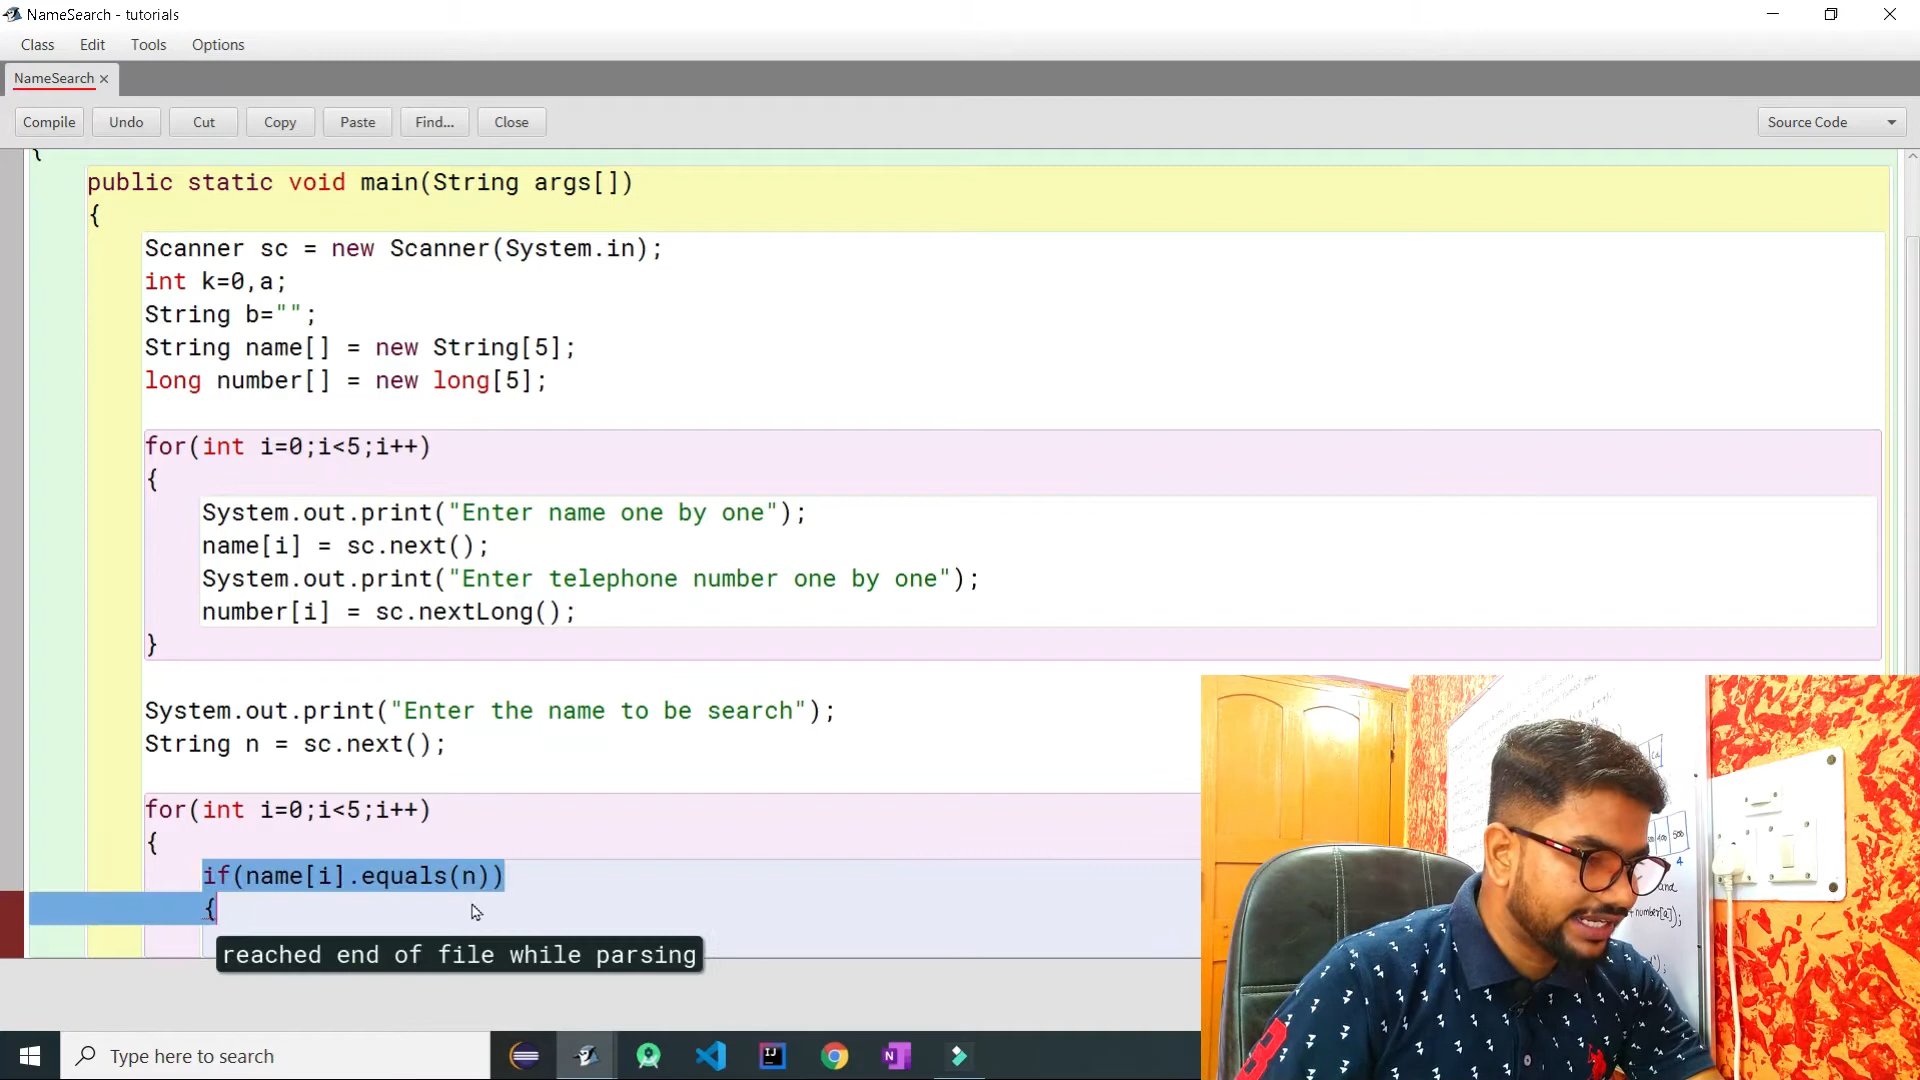 NameSearch - tutorials
Class Edit Tools Options
NameSearch ×
Compile Undo Cut Copy Paste Find... Close Source Code
{
public static void main(String args[])
{
Scanner sc = new Scanner(System.in);
int k=0,a;
String b="";
String name[] = new String[5];
long number[] = new long[5];
for(int i=0;i<5;i++)
{
System.out.print("Enter name one by one");
name[i] = sc.next();
System.out.print("Enter telephone number one by one");
number[i] = sc.nextLong();
}
System.out.print("Enter the name to be search");
String n = sc.next();
for(int i=0;i<5;i++)
{
if(name[i].equals(n))
{
reached end of file while parsing
500
4
and
+number[a]);
Type here to search
IJ
N